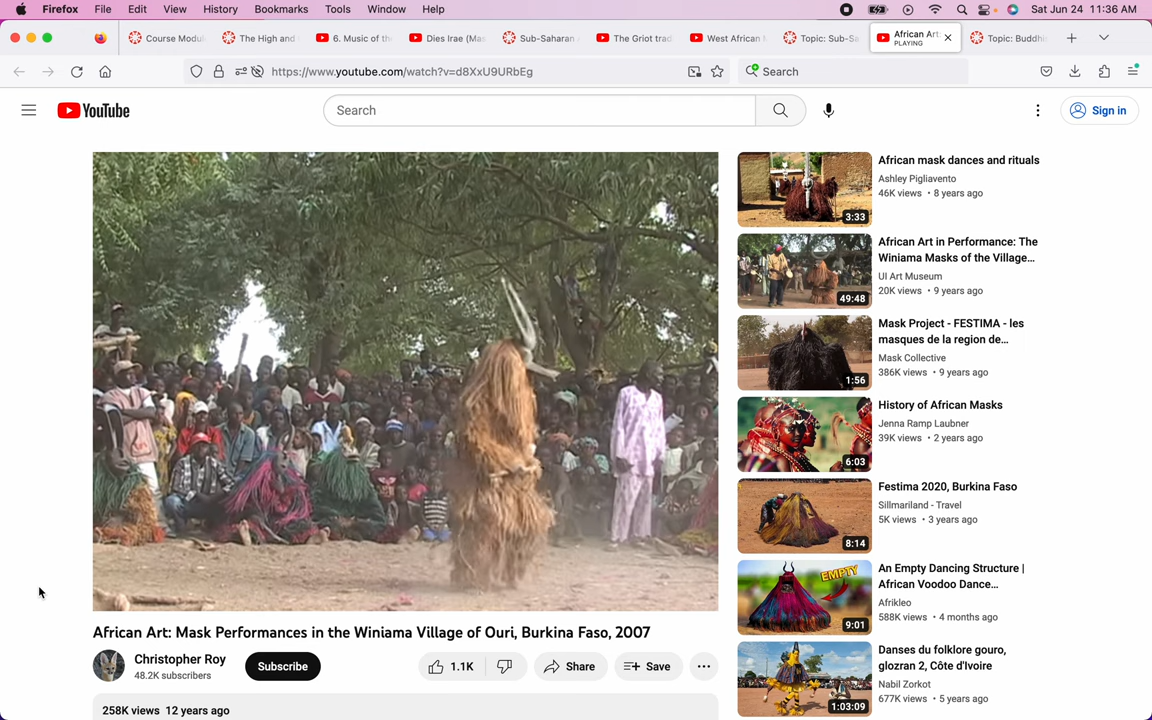 Firefox File Edit View History Bookmarks Tools Window Help Sat Jun 24 11:36 AM
Course Modu The High and 6. Music of th Dies Irae (Mas Sub-Saharan The Griot trad West African M Topic: Sub-Sa African Art: Topic: Buddhi
PLAYING
https://www.youtube.com/watch?v=d8XxU9URbEg Search
YouTube Search Sign in
African mask dances and rituals
Ashley Pigliavento
46K views • 8 years ago
3:33
African Art in Performance: The
Winiama Masks of the Village...
UI Art Museum
20K views • 9 years ago
49:48
Mask Project - FESTIMA - les
masques de la region de...
Mask Collective
386K views • 9 years ago
1:56
History of African Masks
Jenna Ramp Laubner
39K views • 2 years ago
6:03
Festima 2020, Burkina Faso
Sillmariland - Travel
5K views • 3 years ago
8:14
An Empty Dancing Structure |
African Voodoo Dance...
Afrikleo
588K views • 4 months ago
EMPTY
9:01
Danses du folklore gouro,
glozran 2, Côte d'Ivoire
Nabil Zorkot
677K views • 5 years ago
1:03:09
African Art: Mask Performances in the Winiama Village of Ouri, Burkina Faso, 2007
Christopher Roy
48.2K subscribers
Subscribe 1.1K Share Save
258K views 12 years ago